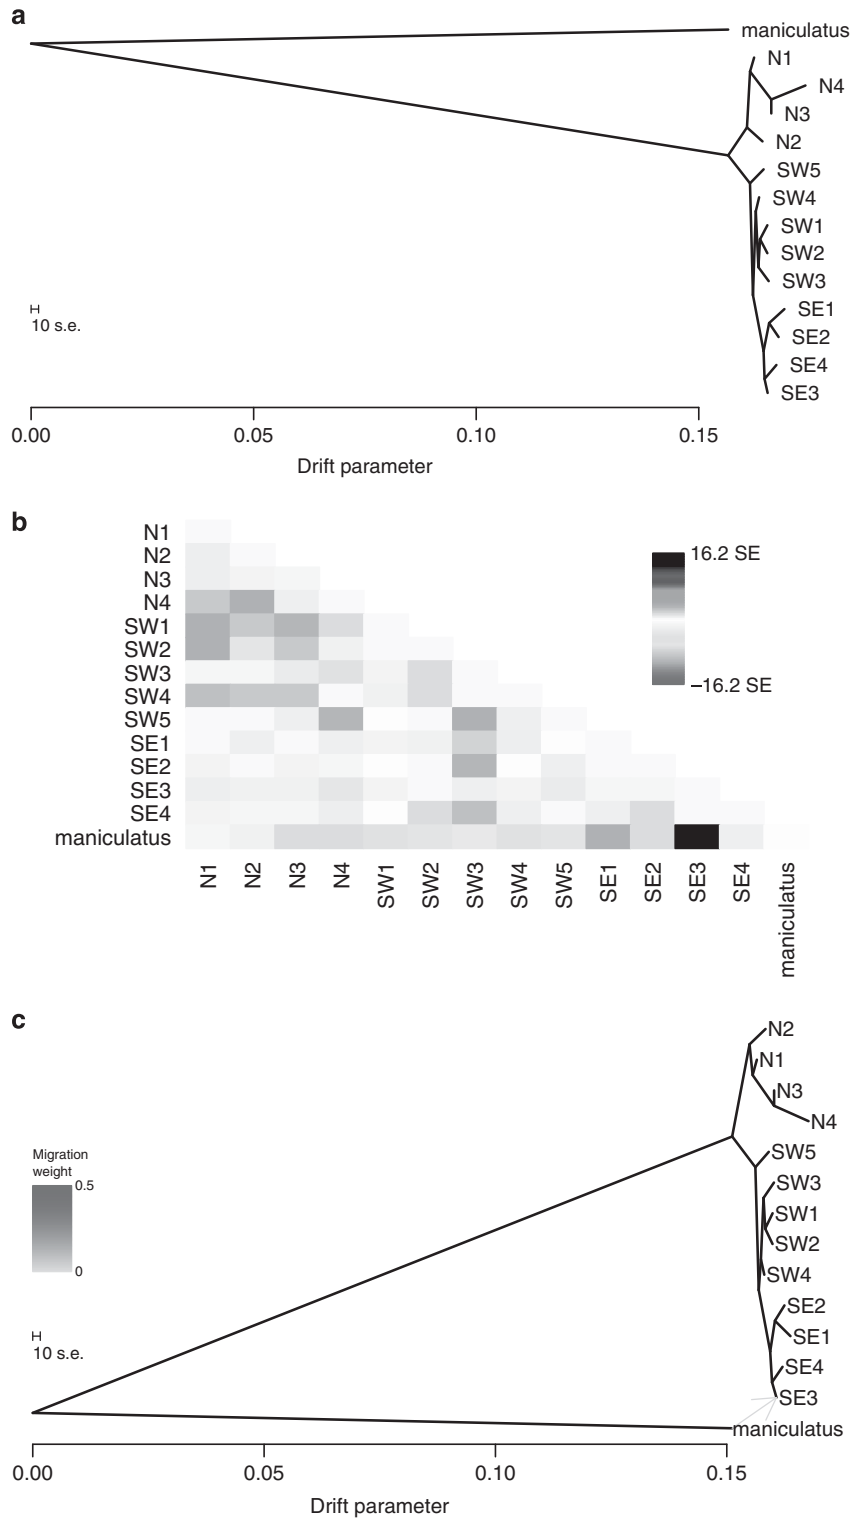 a
maniculatus
N1
N4
N3
N2
SW5
SW4
SW1
SW2
SW3
SE1
SE2
SE4
SE3
10 s.e.
0.00 0.05 0.10 0.15
Drift parameter
b
N1
N2
N3
N4
SW1
SW2
SW3
SW4
SW5
SE1
SE2
SE3
SE4
maniculatus
16.2 SE
−16.2 SE
N1 N2 N3 N4 SW1 SW2 SW3 SW4 SW5 SE1 SE2 SE3 SE4 maniculatus
c
N2
N1
N3
N4
SW5
SW3
SW1
SW2
SW4
SE2
SE1
SE4
SE3
maniculatus
Migration
weight
0.5
0
10 s.e.
0.00 0.05 0.10 0.15
Drift parameter